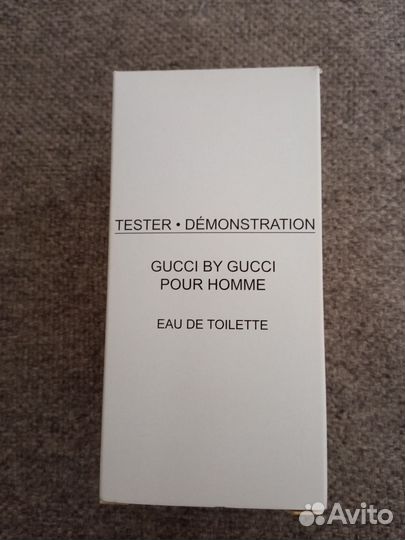 TESTER • DÉMONSTRATION
GUCCI BY GUCCI
POUR HOMME
EAU DE TOILETTE
Avito